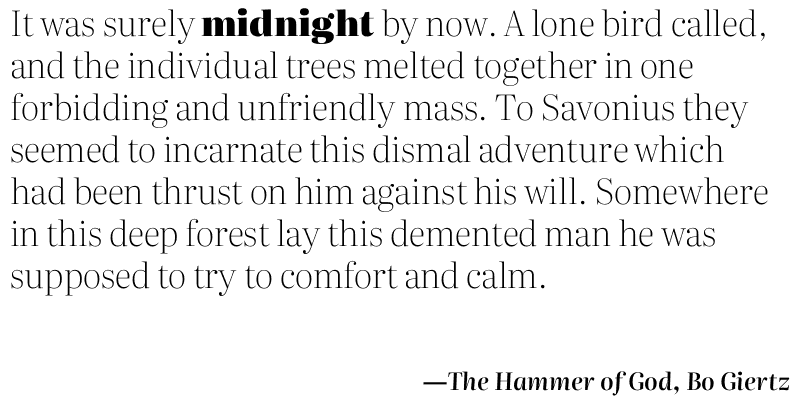 It was surely midnight by now. A lone bird called,
and the individual trees melted together in one
forbidding and unfriendly mass. To Savonius they
seemed to incarnate this dismal adventure which
had been thrust on him against his will. Somewhere
in this deep forest lay this demented man he was
supposed to try to comfort and calm.
—The Hammer of God, Bo Giertz